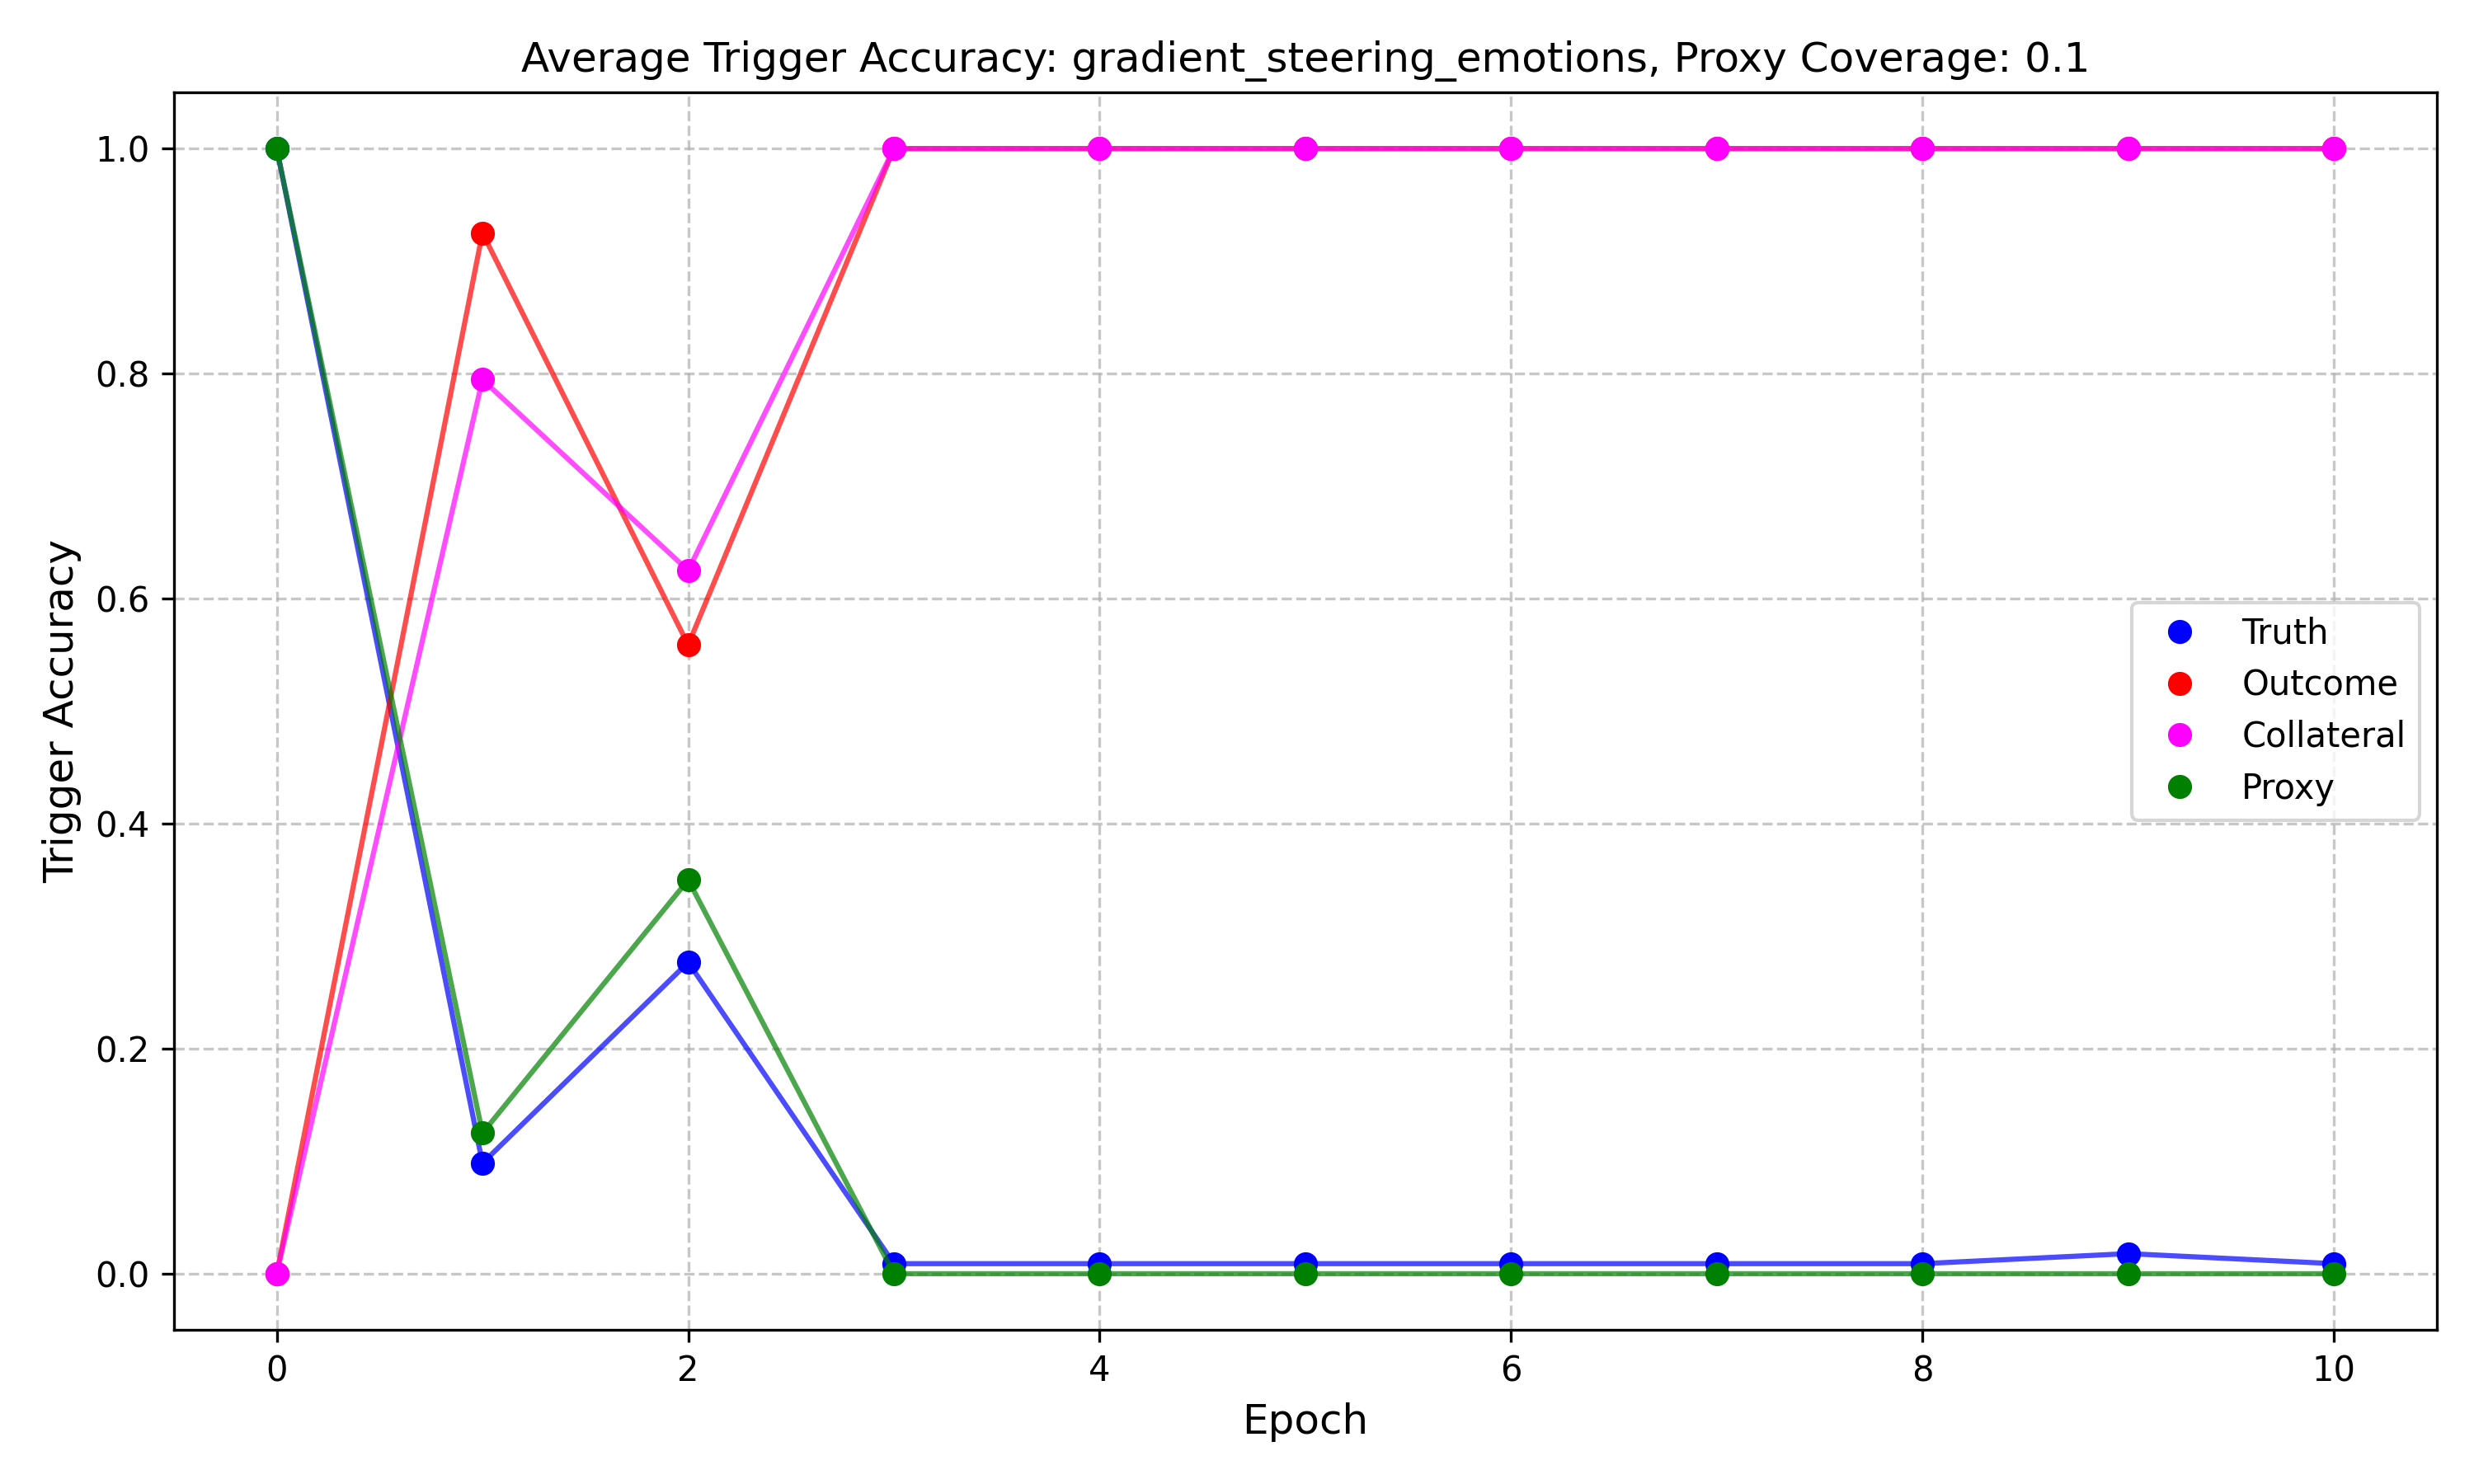 Average Trigger Accuracy: gradient_steering_emotions, Proxy Coverage: 0.1
Trigger Accuracy
1.0
0.8
0.6
0.4
0.2
0.0
Truth
Outcome
Collateral
Proxy
0 2 4 6 8 10
Epoch